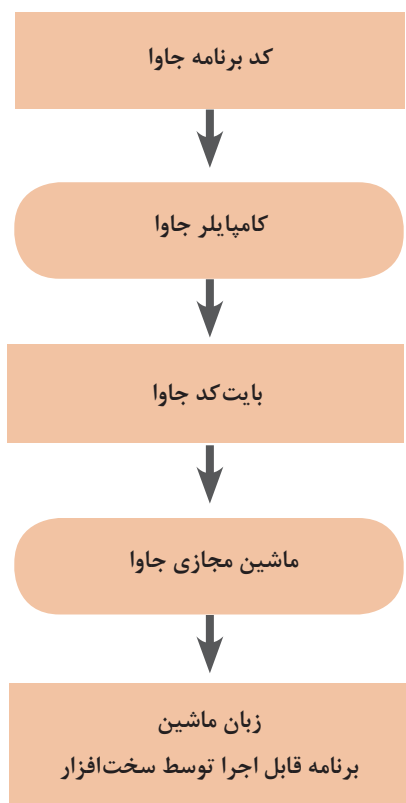 کد برنامه جاوا
کامپایلر جاوا
بایت‌کد جاوا
ماشین مجازی جاوا
زبان ماشین
برنامه قابل اجرا توسط سخت‌افزار